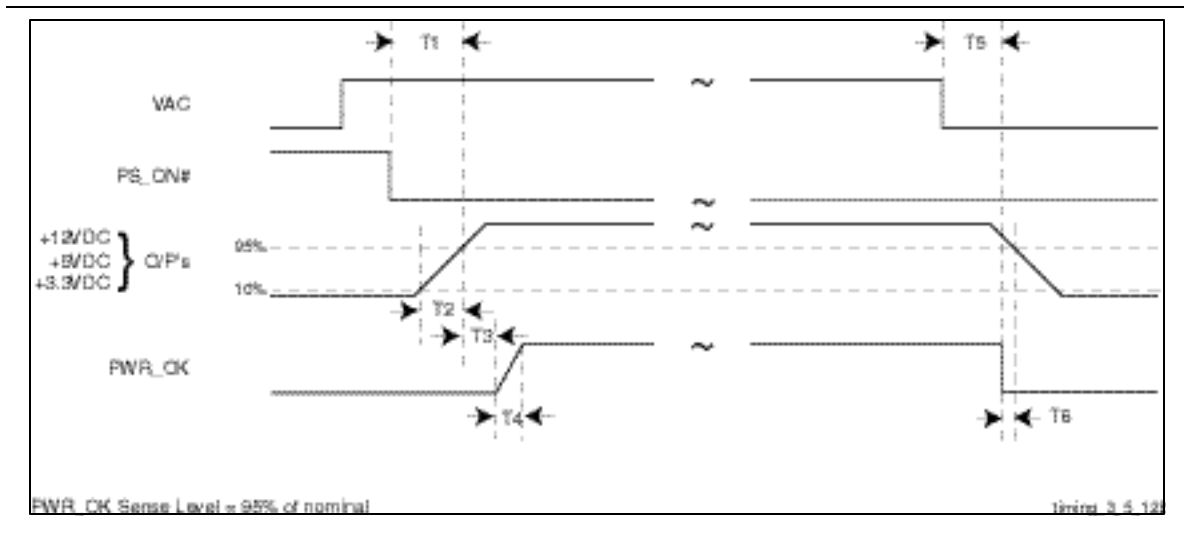 T1
T5
VAC
~
PS_ON#
~
+12VDC
+5VDC
+3.3VDC
} O/P's
~
95%
10%
T2
T3
PWR_OK
~
T4
T6
PWR_OK Sense Level = 95% of nominal
timing_3_5_12